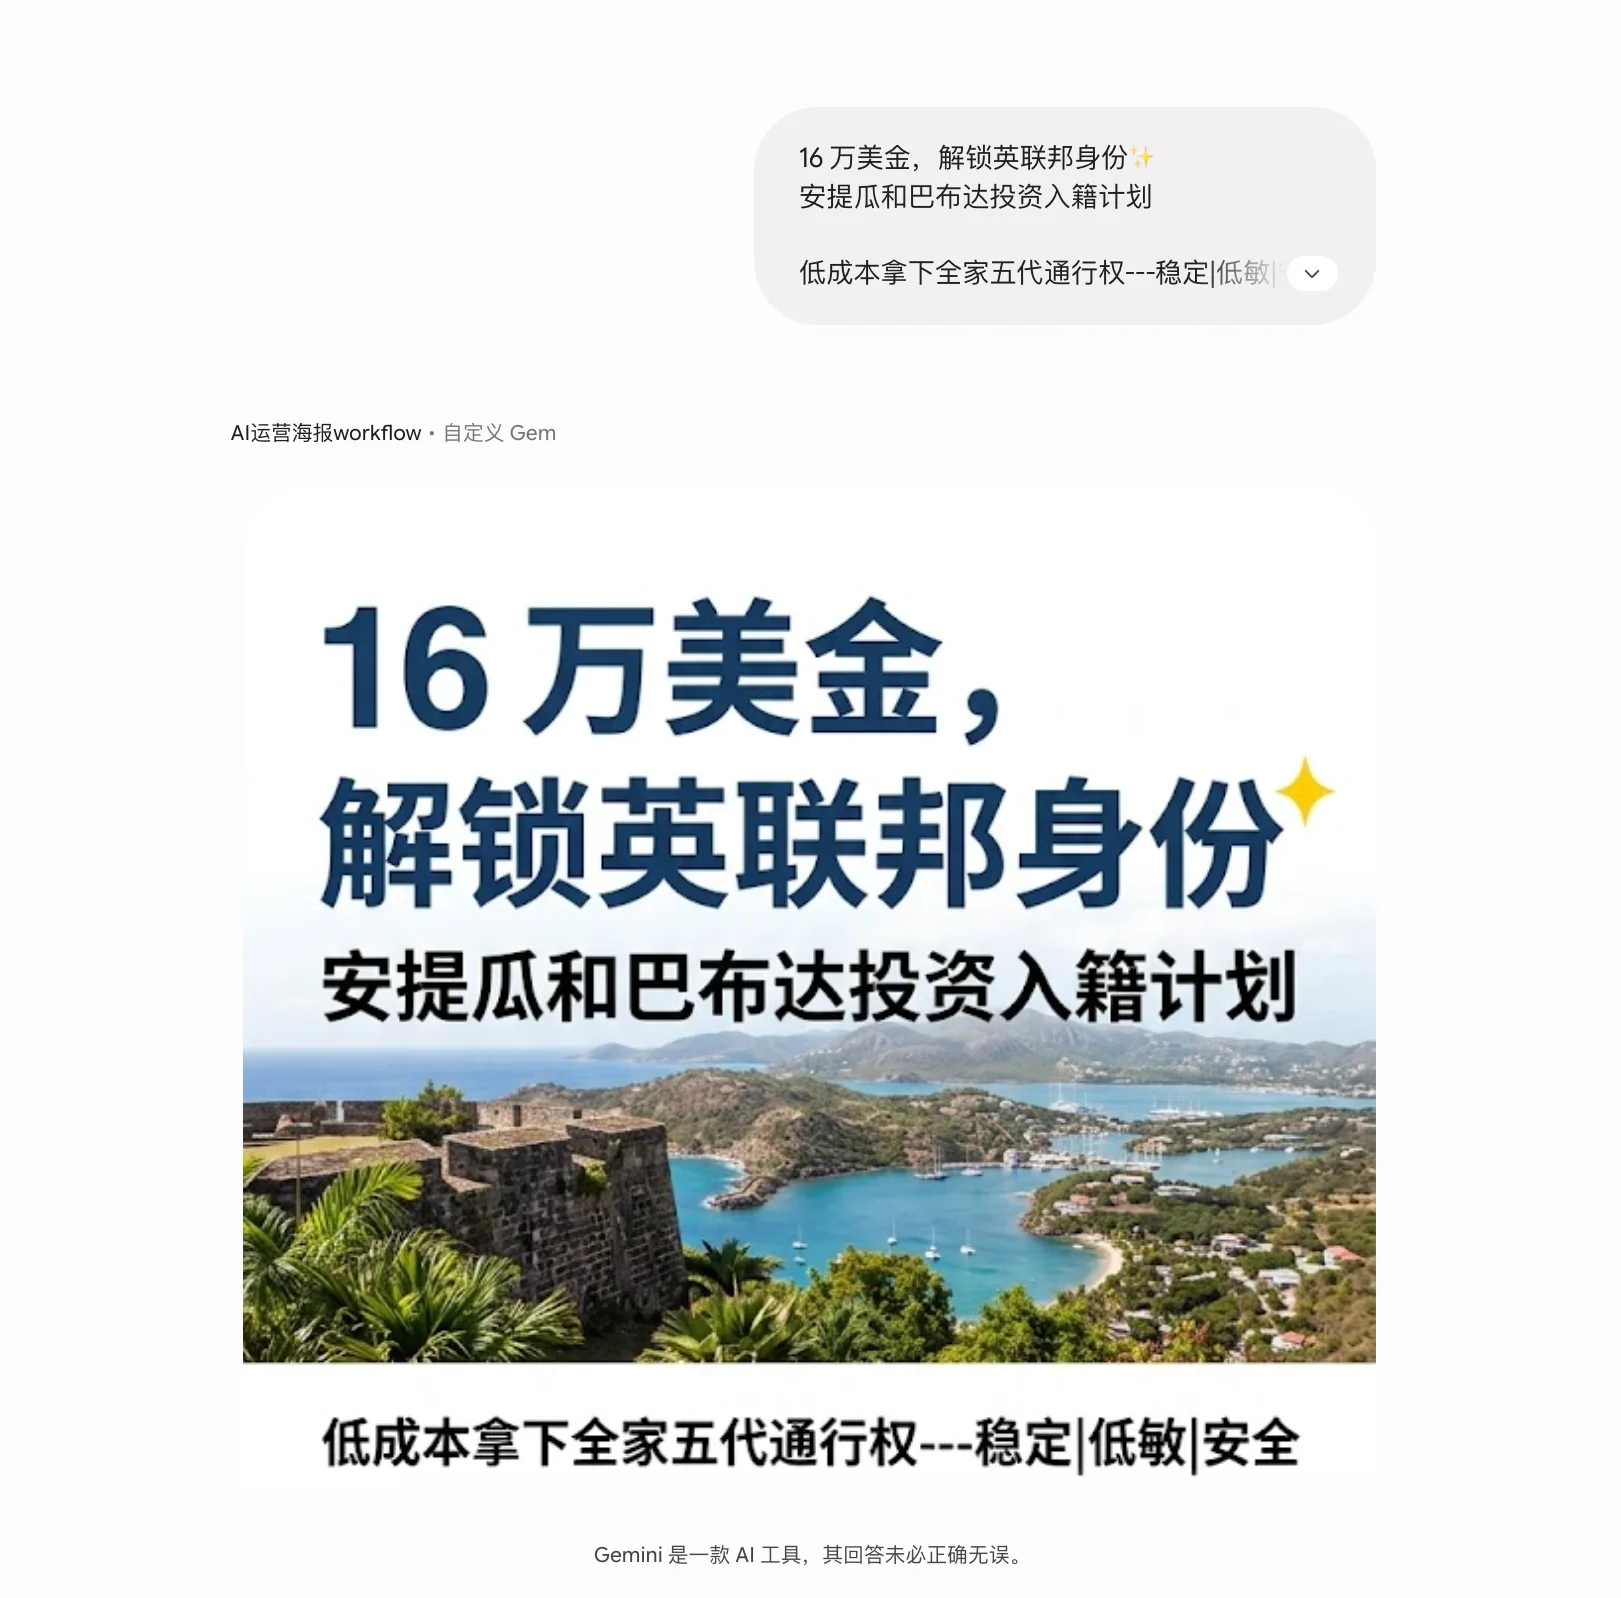 16 万美金，解锁英联邦身份✨
安提瓜和巴布达投资入籍计划
低成本拿下全家五代通行权---稳定|低敏|
AI运营海报workflow • 自定义 Gem
16 万美金，
解锁英联邦身份
安提瓜和巴布达投资入籍计划
低成本拿下全家五代通行权---稳定|低敏|安全
Gemini 是一款 AI 工具，其回答未必正确无误。